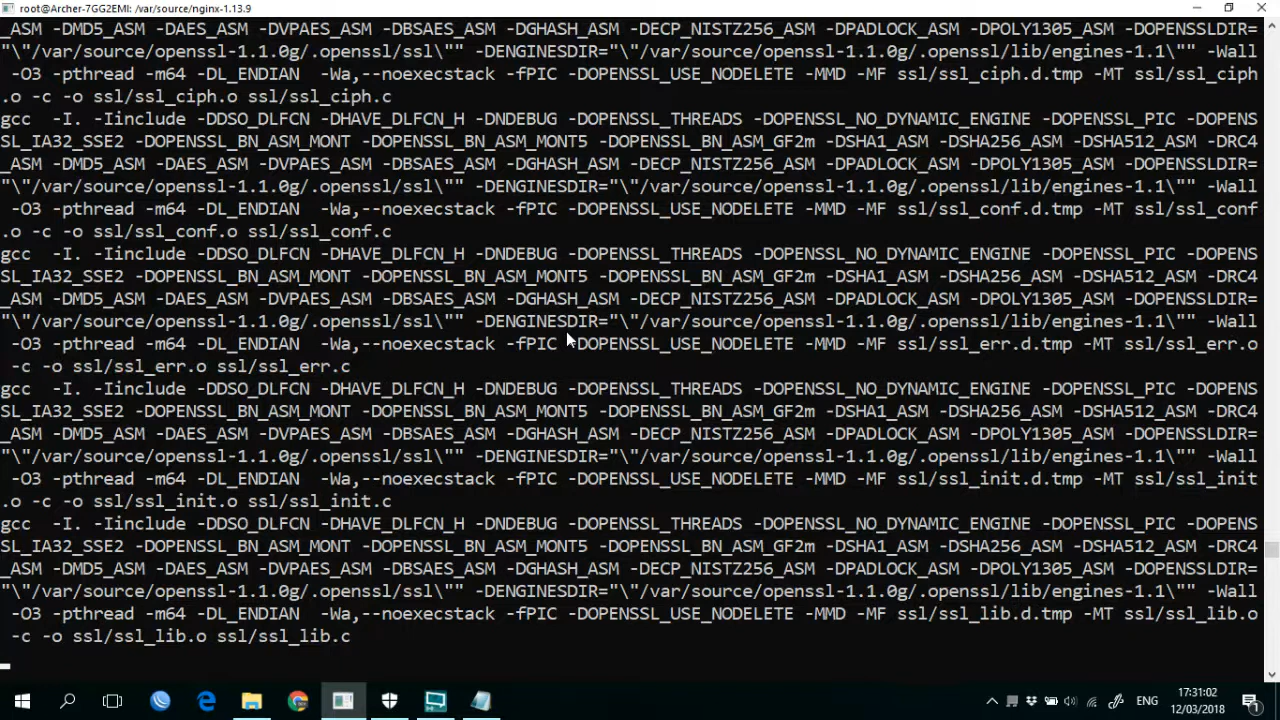 root@Archer-7GG2EMI: /var/source/nginx-1.13.9
_ASM -DMD5_ASM -DAES_ASM -DVPAES_ASM -DBSAES_ASM -DGHASH_ASM -DECP_NISTZ256_ASM -DPADLOCK_ASM -DPOLY1305_ASM -DOPENSSLDIR=
"\"/var/source/openssl-1.1.0g/.openssl/ssl\"" -DENGINESDIR="\"/var/source/openssl-1.1.0g/.openssl/lib/engines-1.1\"" -Wall
-O3 -pthread -m64 -DL_ENDIAN  -Wa,--noexecstack -fPIC -DOPENSSL_USE_NODELETE -MMD -MF ssl/ssl_ciph.d.tmp -MT ssl/ssl_ciph
.o -c -o ssl/ssl_ciph.o ssl/ssl_ciph.c
gcc  -I. -Iinclude -DDSO_DLFCN -DHAVE_DLFCN_H -DNDEBUG -DOPENSSL_THREADS -DOPENSSL_NO_DYNAMIC_ENGINE -DOPENSSL_PIC -DOPENS
SL_IA32_SSE2 -DOPENSSL_BN_ASM_MONT -DOPENSSL_BN_ASM_MONT5 -DOPENSSL_BN_ASM_GF2m -DSHA1_ASM -DSHA256_ASM -DSHA512_ASM -DRC4
_ASM -DMD5_ASM -DAES_ASM -DVPAES_ASM -DBSAES_ASM -DGHASH_ASM -DECP_NISTZ256_ASM -DPADLOCK_ASM -DPOLY1305_ASM -DOPENSSLDIR=
"\"/var/source/openssl-1.1.0g/.openssl/ssl\"" -DENGINESDIR="\"/var/source/openssl-1.1.0g/.openssl/lib/engines-1.1\"" -Wall
-O3 -pthread -m64 -DL_ENDIAN  -Wa,--noexecstack -fPIC -DOPENSSL_USE_NODELETE -MMD -MF ssl/ssl_conf.d.tmp -MT ssl/ssl_conf
.o -c -o ssl/ssl_conf.o ssl/ssl_conf.c
gcc  -I. -Iinclude -DDSO_DLFCN -DHAVE_DLFCN_H -DNDEBUG -DOPENSSL_THREADS -DOPENSSL_NO_DYNAMIC_ENGINE -DOPENSSL_PIC -DOPENS
SL_IA32_SSE2 -DOPENSSL_BN_ASM_MONT -DOPENSSL_BN_ASM_MONT5 -DOPENSSL_BN_ASM_GF2m -DSHA1_ASM -DSHA256_ASM -DSHA512_ASM -DRC4
_ASM -DMD5_ASM -DAES_ASM -DVPAES_ASM -DBSAES_ASM -DGHASH_ASM -DECP_NISTZ256_ASM -DPADLOCK_ASM -DPOLY1305_ASM -DOPENSSLDIR=
"\"/var/source/openssl-1.1.0g/.openssl/ssl\"" -DENGINESDIR="\"/var/source/openssl-1.1.0g/.openssl/lib/engines-1.1\"" -Wall
-O3 -pthread -m64 -DL_ENDIAN  -Wa,--noexecstack -fPIC -DOPENSSL_USE_NODELETE -MMD -MF ssl/ssl_err.d.tmp -MT ssl/ssl_err.o
-c -o ssl/ssl_err.o ssl/ssl_err.c
gcc  -I. -Iinclude -DDSO_DLFCN -DHAVE_DLFCN_H -DNDEBUG -DOPENSSL_THREADS -DOPENSSL_NO_DYNAMIC_ENGINE -DOPENSSL_PIC -DOPENS
SL_IA32_SSE2 -DOPENSSL_BN_ASM_MONT -DOPENSSL_BN_ASM_MONT5 -DOPENSSL_BN_ASM_GF2m -DSHA1_ASM -DSHA256_ASM -DSHA512_ASM -DRC4
_ASM -DMD5_ASM -DAES_ASM -DVPAES_ASM -DBSAES_ASM -DGHASH_ASM -DECP_NISTZ256_ASM -DPADLOCK_ASM -DPOLY1305_ASM -DOPENSSLDIR=
"\"/var/source/openssl-1.1.0g/.openssl/ssl\"" -DENGINESDIR="\"/var/source/openssl-1.1.0g/.openssl/lib/engines-1.1\"" -Wall
-O3 -pthread -m64 -DL_ENDIAN  -Wa,--noexecstack -fPIC -DOPENSSL_USE_NODELETE -MMD -MF ssl/ssl_init.d.tmp -MT ssl/ssl_init
.o -c -o ssl/ssl_init.o ssl/ssl_init.c
gcc  -I. -Iinclude -DDSO_DLFCN -DHAVE_DLFCN_H -DNDEBUG -DOPENSSL_THREADS -DOPENSSL_NO_DYNAMIC_ENGINE -DOPENSSL_PIC -DOPENS
SL_IA32_SSE2 -DOPENSSL_BN_ASM_MONT -DOPENSSL_BN_ASM_MONT5 -DOPENSSL_BN_ASM_GF2m -DSHA1_ASM -DSHA256_ASM -DSHA512_ASM -DRC4
_ASM -DMD5_ASM -DAES_ASM -DVPAES_ASM -DBSAES_ASM -DGHASH_ASM -DECP_NISTZ256_ASM -DPADLOCK_ASM -DPOLY1305_ASM -DOPENSSLDIR=
"\"/var/source/openssl-1.1.0g/.openssl/ssl\"" -DENGINESDIR="\"/var/source/openssl-1.1.0g/.openssl/lib/engines-1.1\"" -Wall
-O3 -pthread -m64 -DL_ENDIAN  -Wa,--noexecstack -fPIC -DOPENSSL_USE_NODELETE -MMD -MF ssl/ssl_lib.d.tmp -MT ssl/ssl_lib.o
-c -o ssl/ssl_lib.o ssl/ssl_lib.c
ENG
17:31:02
12/03/2018
1